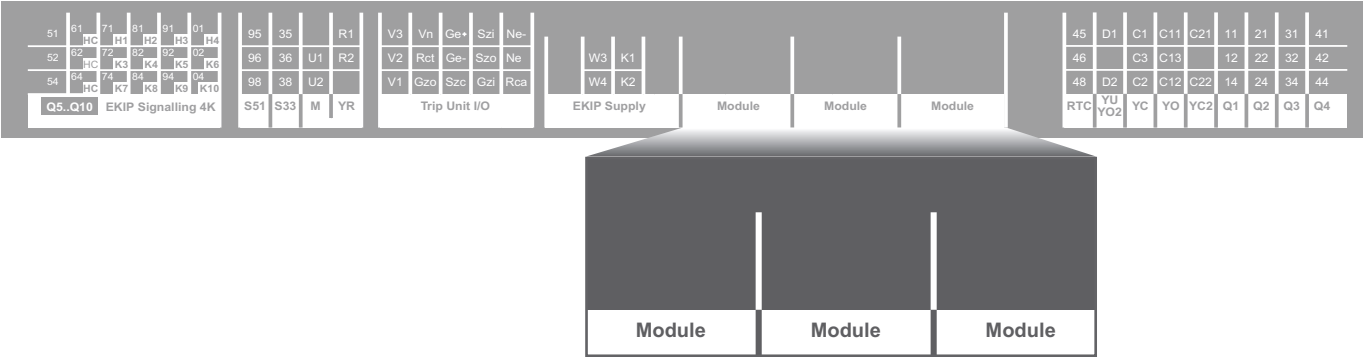 51 61 HC 71 H1 81 H2 91 H3 01 H4
52 62 HC 72 K3 82 K4 92 K5 02 K6
54 64 HC 74 K7 84 K8 94 K9 04 K10
Q5..Q10 EKIP Signalling 4K
95 35 R1
96 36 U1 R2
98 38 U2
S51 S33 M YR
V3 Vn Ge+ Szi Ne-
V2 Rct Ge- Szo Ne
V1 Gzo Szc Gzi Rca
Trip Unit I/O
W3 K1
W4 K2
EKIP Supply
Module Module Module
45 D1 C1 C11 C21 11 21 31 41
46 C3 C13 12 22 32 42
48 D2 C2 C12 C22 14 24 34 44
RTC YU YO2 YC YO YC2 Q1 Q2 Q3 Q4
Module Module Module